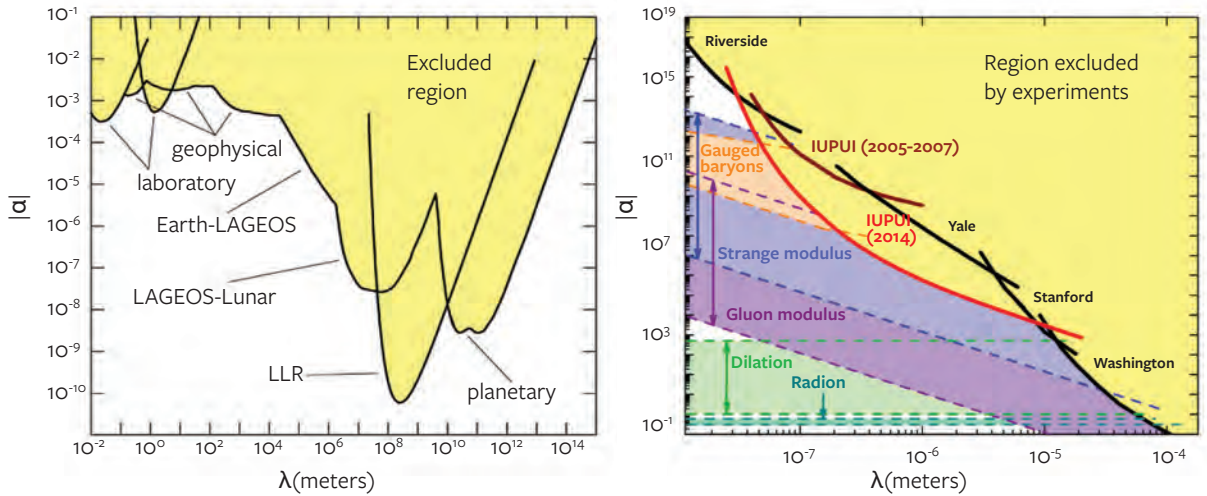 10⁻¹
10⁻²
10⁻³
10⁻⁴
10⁻⁵
10⁻⁶
10⁻⁷
10⁻⁸
10⁻⁹
10⁻¹⁰
|α|
Excluded
region
geophysical
laboratory
Earth-LAGEOS
LAGEOS-Lunar
LLR
planetary
10⁻² 10⁰ 10² 10⁴ 10⁶ 10⁸ 10¹⁰ 10¹² 10¹⁴
λ(meters)
10¹⁹
10¹⁵
10¹¹
10⁷
10³
10⁻¹
|α|
Riverside
Region excluded
by experiments
IUPUI (2005-2007)
Gauged
baryons
IUPUI
(2014)
Yale
Strange modulus
Stanford
Gluon modulus
Washington
Dilation
Radion
10⁻⁷ 10⁻⁶ 10⁻⁵ 10⁻⁴
λ(meters)